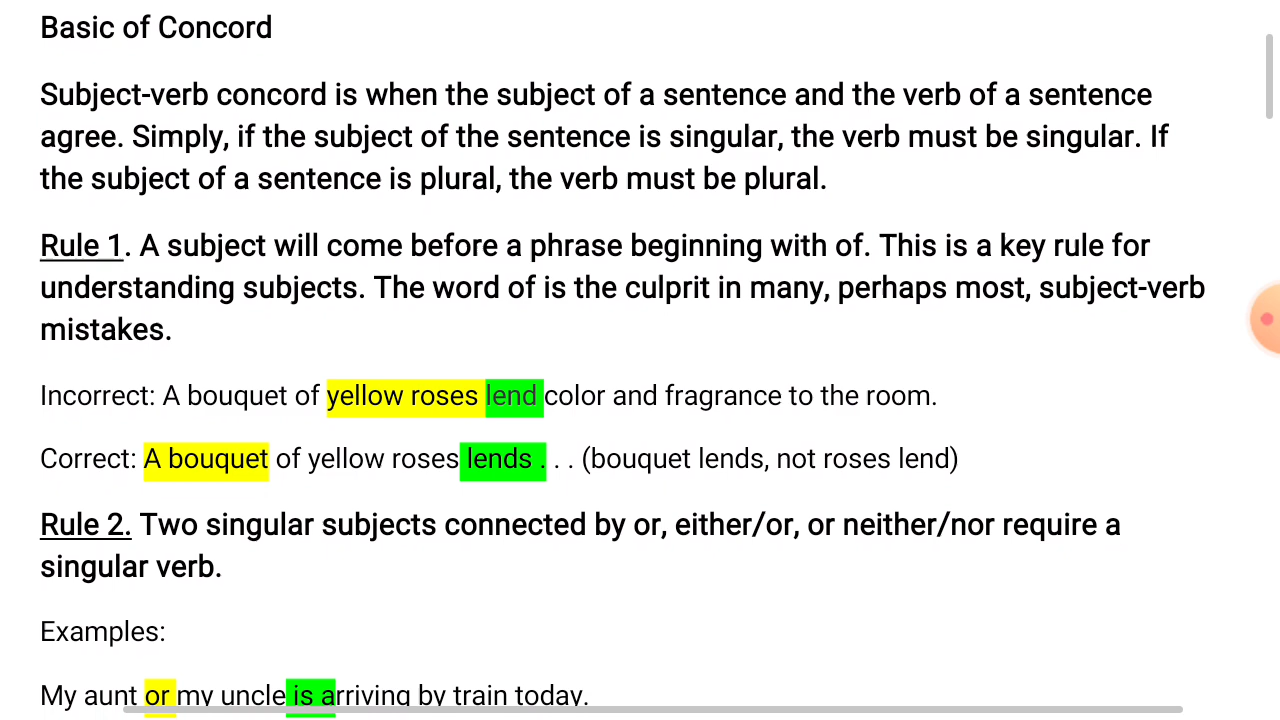 Basic of Concord
Subject-verb concord is when the subject of a sentence and the verb of a sentence
agree. Simply, if the subject of the sentence is singular, the verb must be singular. If
the subject of a sentence is plural, the verb must be plural.
Rule 1. A subject will come before a phrase beginning with of. This is a key rule for
understanding subjects. The word of is the culprit in many, perhaps most, subject-verb
mistakes.
Incorrect: A bouquet of yellow roses lend color and fragrance to the room.
Correct: A bouquet of yellow roses lends . . . (bouquet lends, not roses lend)
Rule 2. Two singular subjects connected by or, either/or, or neither/nor require a
singular verb.
Examples:
My aunt or my uncle is arriving by train today.